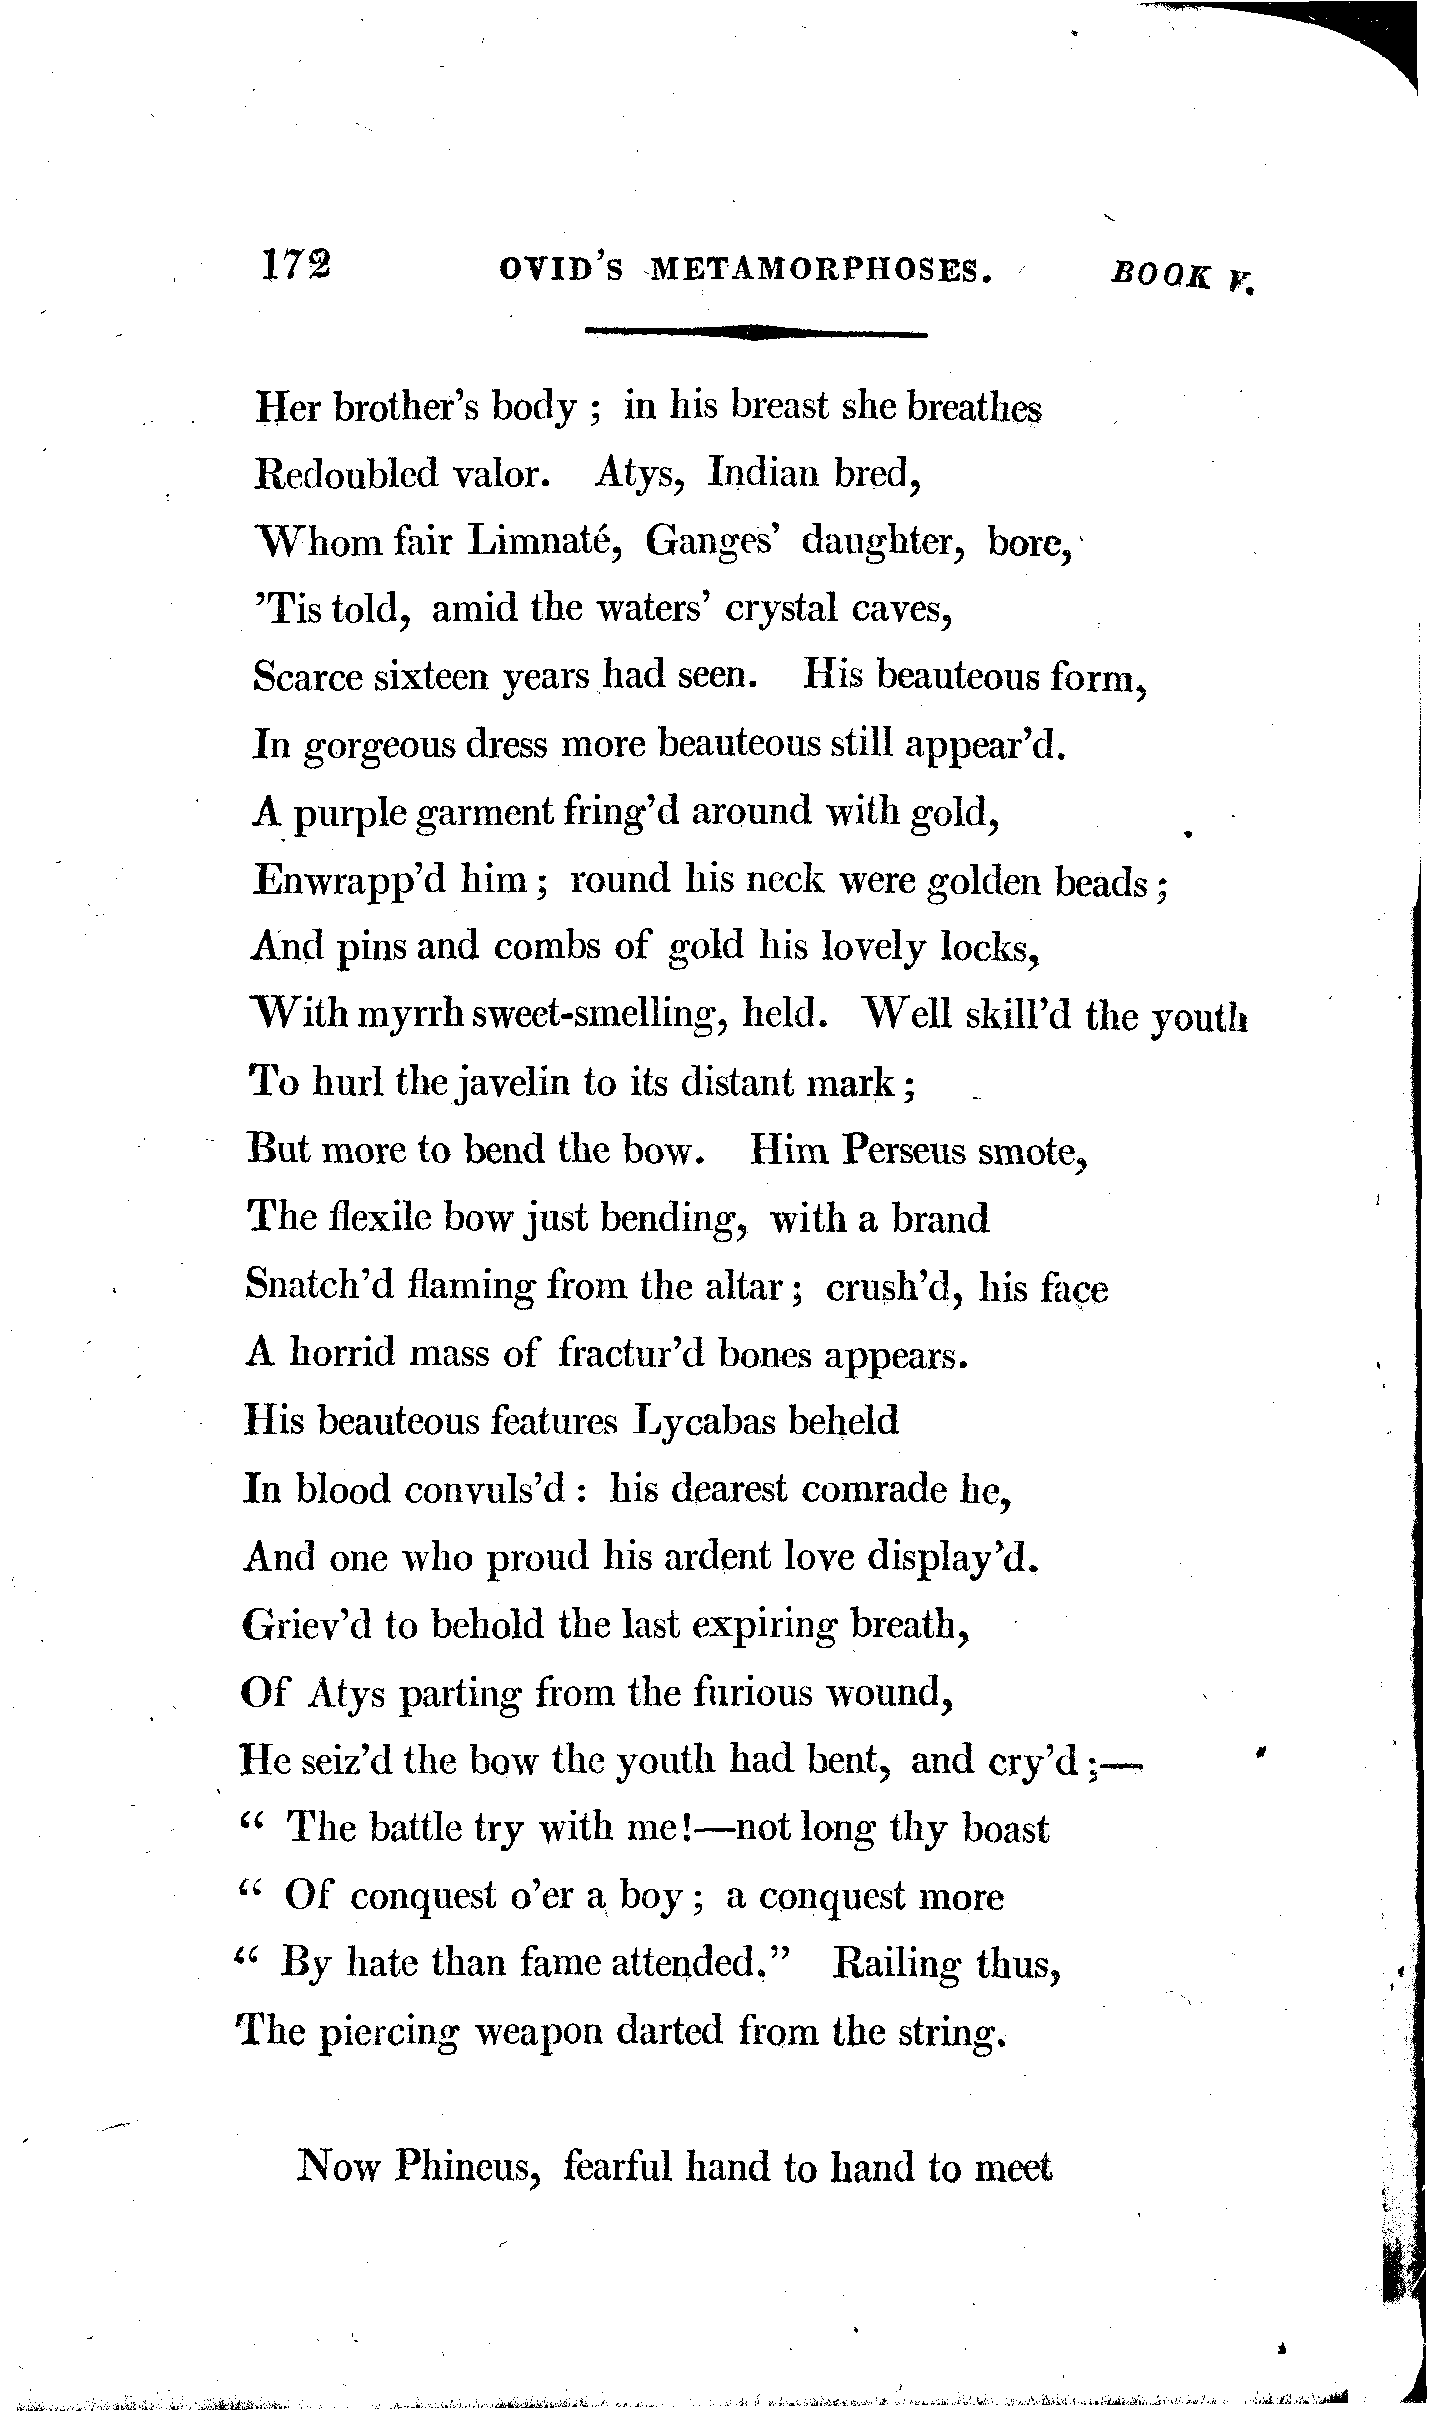 172 OVID'S METAMORPHOSES. BOOK V.
Her brother's body ; in his breast she breathes
Redoubled valor. Atys, Indian bred,
Whom fair Limnaté, Ganges' daughter, bore,
'Tis told, amid the waters' crystal caves,
Scarce sixteen years had seen. His beauteous form,
In gorgeous dress more beauteous still appear'd.
A purple garment fring'd around with gold,
Enwrapp'd him ; round his neck were golden beads ;
And pins and combs of gold his lovely locks,
With myrrh sweet-smelling, held. Well skill'd the youth
To hurl the javelin to its distant mark ;
But more to bend the bow. Him Perseus smote,
The flexile bow just bending, with a brand
Snatch'd flaming from the altar ; crush'd, his face
A horrid mass of fractur'd bones appears.
His beauteous features Lycabas beheld
In blood convuls'd : his dearest comrade he,
And one who proud his ardent love display'd.
Griev'd to behold the last expiring breath,
Of Atys parting from the furious wound,
He seiz'd the bow the youth had bent, and cry'd ;—
“ The battle try with me!—not long thy boast
“ Of conquest o'er a boy ; a conquest more
“ By hate than fame attended.” Railing thus,
The piercing weapon darted from the string.
Now Phineus, fearful hand to hand to meet